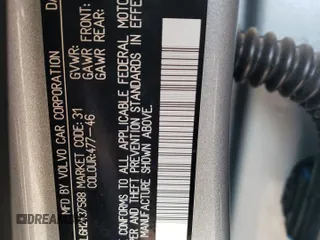 MFD BY VOLVO CAR CORPORATION
GVWR:
GAWR FRONT:
GAWR REAR:
2137588 MARKET CODE: 31
COLOUR: 477-46
TO ALL APPLICABLE FEDERAL MOTOR
PREVENTION STANDARDS IN EFFE
CONFORMS
AND THEFT
MANUFACTURE SHOWN ABOVE.